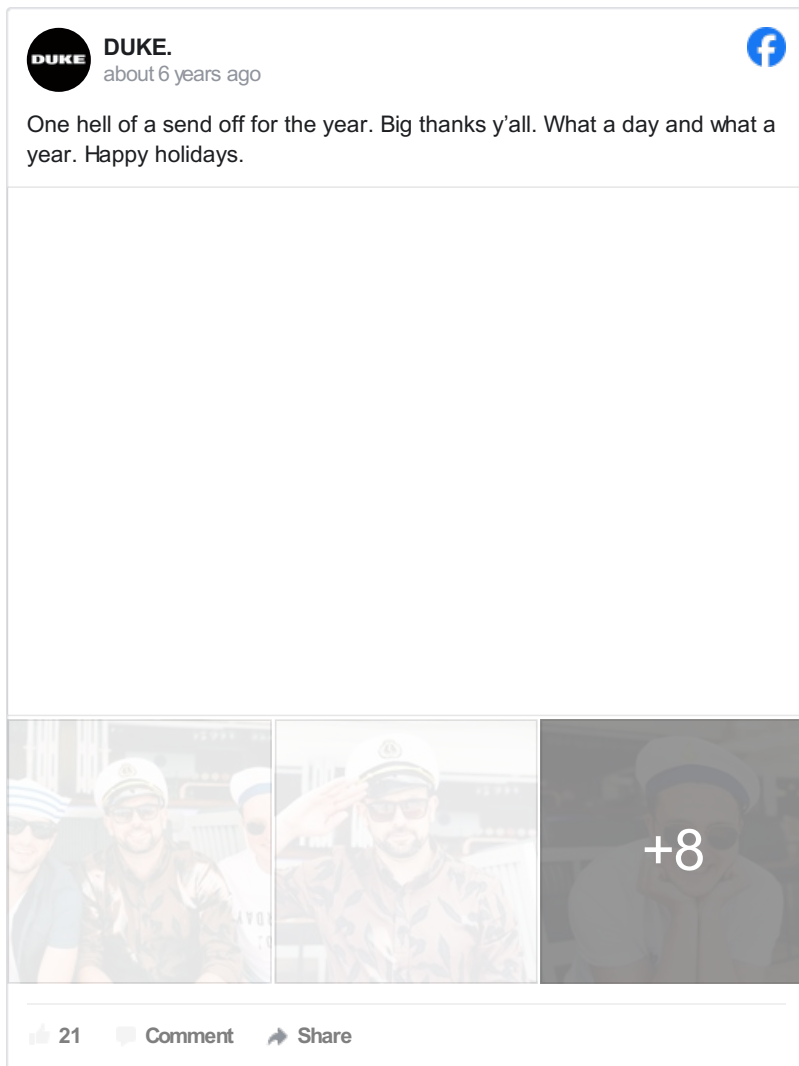 DUKE
DUKE.
about 6 years ago
One hell of a send off for the year. Big thanks y’all. What a day and what a
year. Happy holidays.
+8
21 Comment Share